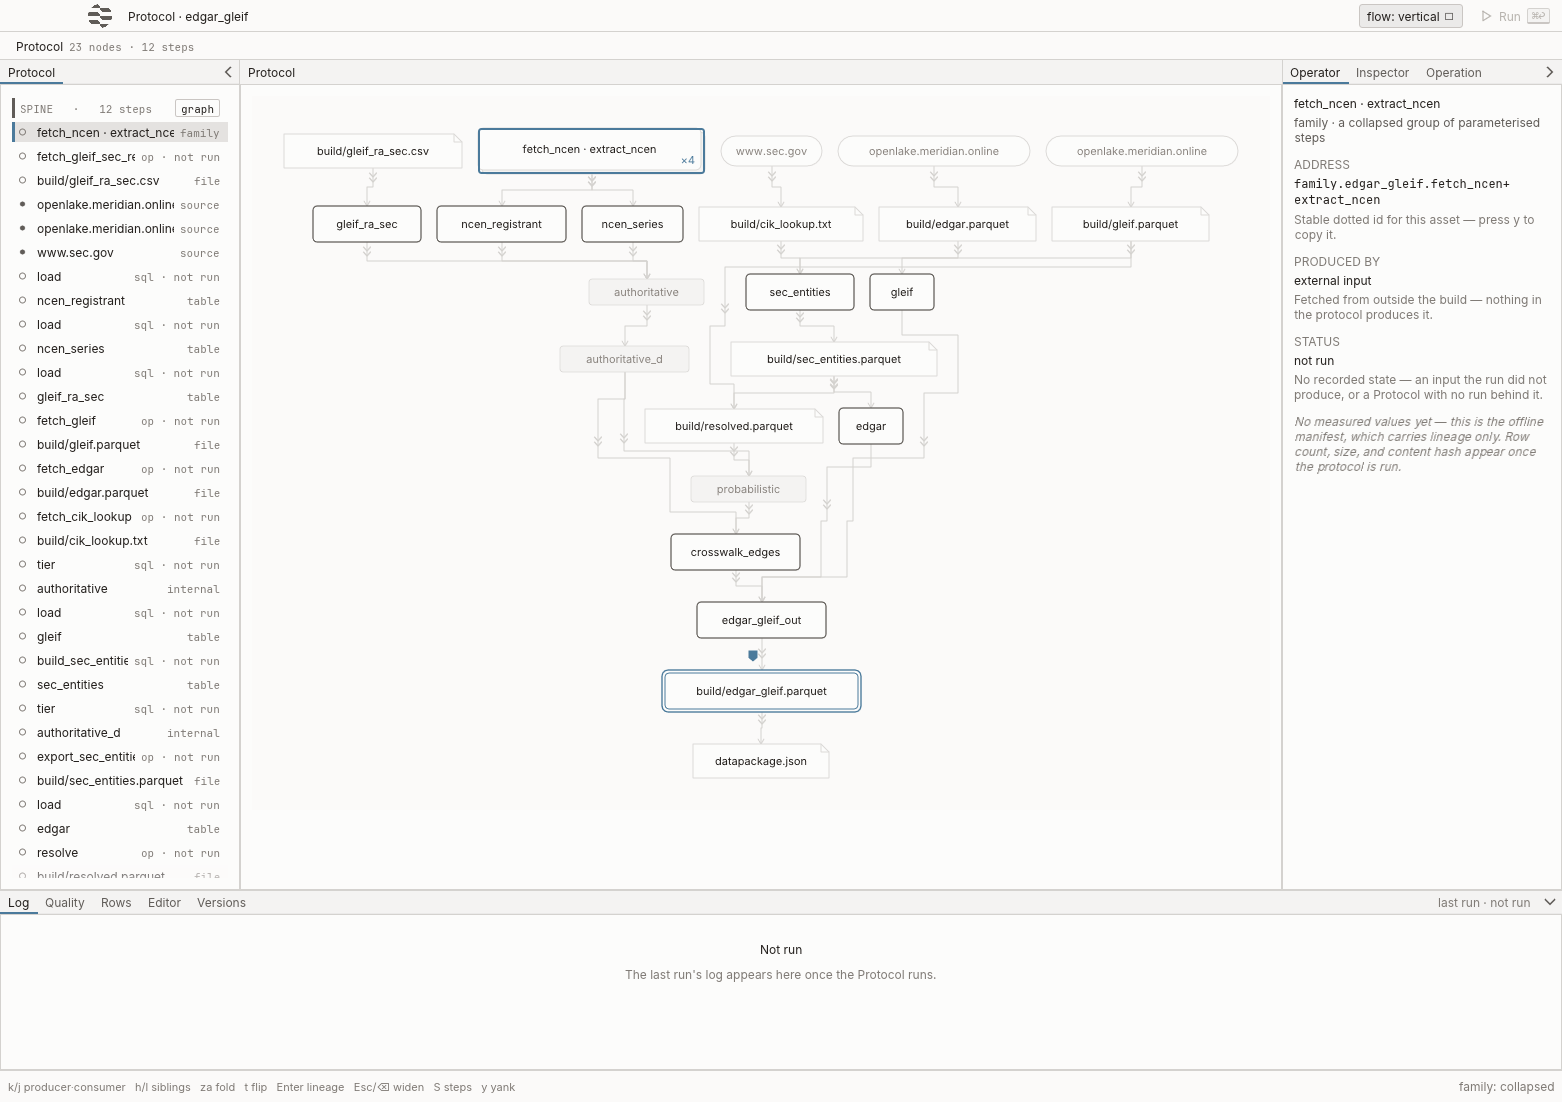 Protocol · edgar_gleif
flow: vertical
Run
Protocol 23 nodes · 12 steps
Protocol
SPINE · 12 steps graph
fetch_ncen · extract_nce family
fetch_gleif_sec_re op · not run
build/gleif_ra_sec.csv file
openlake.meridian.online source
openlake.meridian.online source
www.sec.gov source
load sql · not run
ncen_registrant table
load sql · not run
ncen_series table
load sql · not run
gleif_ra_sec table
fetch_gleif op · not run
build/gleif.parquet file
fetch_edgar op · not run
build/edgar.parquet file
fetch_cik_lookup op · not run
build/cik_lookup.txt file
tier sql · not run
authoritative internal
load sql · not run
gleif table
build_sec_entitie sql · not run
sec_entities table
tier sql · not run
authoritative_d internal
export_sec_entitie op · not run
build/sec_entities.parquet file
load sql · not run
edgar table
resolve op · not run
build/resolved.parquet file
Protocol
build/gleif_ra_sec.csv
fetch_ncen · extract_ncen
×4
www.sec.gov
openlake.meridian.online
openlake.meridian.online
gleif_ra_sec
ncen_registrant
ncen_series
build/cik_lookup.txt
build/edgar.parquet
build/gleif.parquet
authoritative
sec_entities
gleif
authoritative_d
build/sec_entities.parquet
build/resolved.parquet
edgar
probabilistic
crosswalk_edges
edgar_gleif_out
build/edgar_gleif.parquet
datapackage.json
Operator Inspector Operation
fetch_ncen · extract_ncen
family · a collapsed group of parameterised
steps
ADDRESS
family.edgar_gleif.fetch_ncen+
extract_ncen
Stable dotted id for this asset — press y to
copy it.
PRODUCED BY
external input
Fetched from outside the build — nothing in
the protocol produces it.
STATUS
not run
No recorded state — an input the run did not
produce, or a Protocol with no run behind it.
No measured values yet — this is the offline
manifest, which carries lineage only. Row
count, size, and content hash appear once
the protocol is run.
Log Quality Rows Editor Versions
last run · not run
Not run
The last run's log appears here once the Protocol runs.
k/j producer·consumer h/l siblings za fold t flip Enter lineage Esc/⌫ widen S steps y yank
family: collapsed